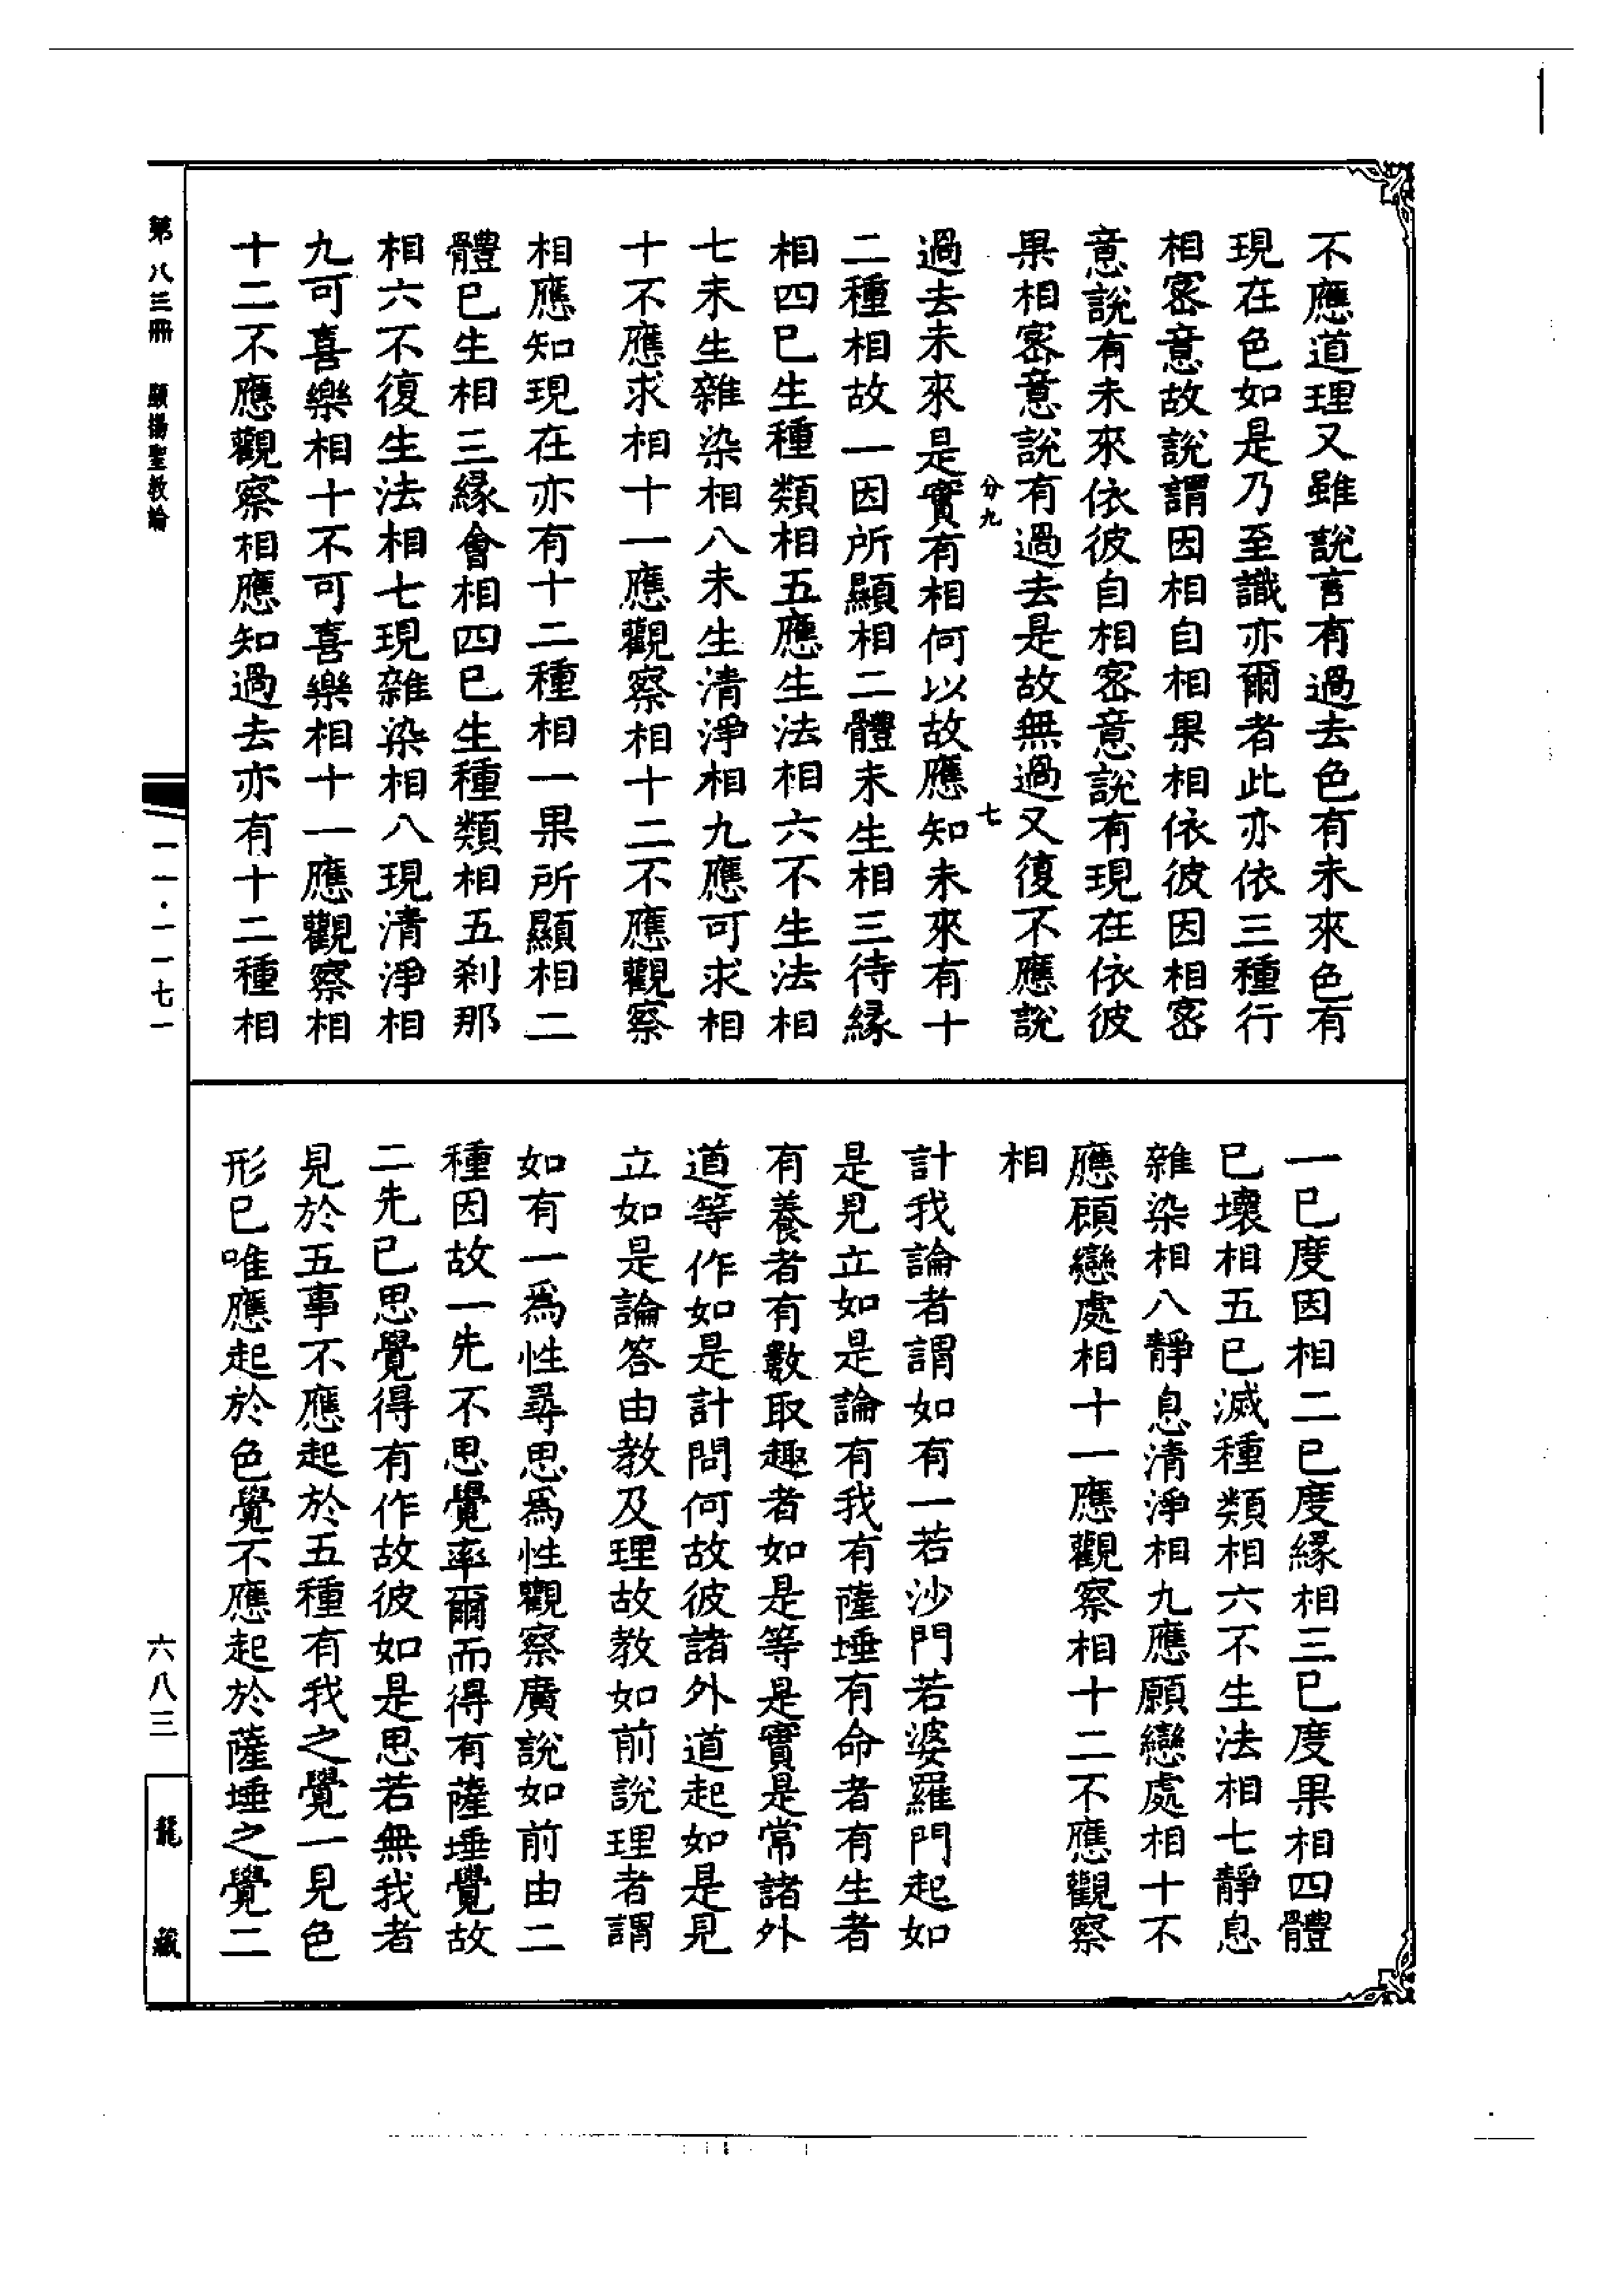 不應道理又雖說言有過去色有未來色有
現在色如是乃至識亦爾者此亦依三種行
相密意故說謂因相自相果相依彼因相密
意說有未來依彼自相密意說有現在依彼
果相密意說有過去是故無過又復不應說
分九
七
過去未來是實有相何以故應知未來有十
二種相故一因所顯相二體未生相三待緣
相四已生種類相五應生法相六不生法相
七未生雜染相八未生清淨相九應可求相
十不應求相十一應觀察相十二不應觀察
相應知現在亦有十二種相一果所顯相二
體已生相三緣會相四已生種類相五剎那
相六不復生法相七現雜染相八現清淨相
九可喜樂相十不可喜樂相十一應觀察相
十二不應觀察相應知過去亦有十二種相
一已度因相二已度緣相三已度果相四體
已壞相五已滅種類相六不生法相七靜息
雜染相八靜息清淨相九應願戀處相十不
應顧戀處相十一應觀察相十二不應觀察
相
計我論者謂如有一若沙門若婆羅門起如
是見立如是論有我有薩埵有命者有生者
有養者有數取趣者如是等是實是常諸外
道等作如是計問何故彼諸外道起如是見
立如是論答由教及理故教如前說理者謂
如有一為性尋思為性觀察廣說如前由二
種因故一先不思覺率爾而得有薩埵覺故
二先已思覺得有作故彼如是思若無我者
見於五事不應起於五種有我之覺一見色
形已唯應起於色覺不應起於薩埵之覺二
第八三冊 顯揚聖教論
一一·一一七一
六八三
龍藏